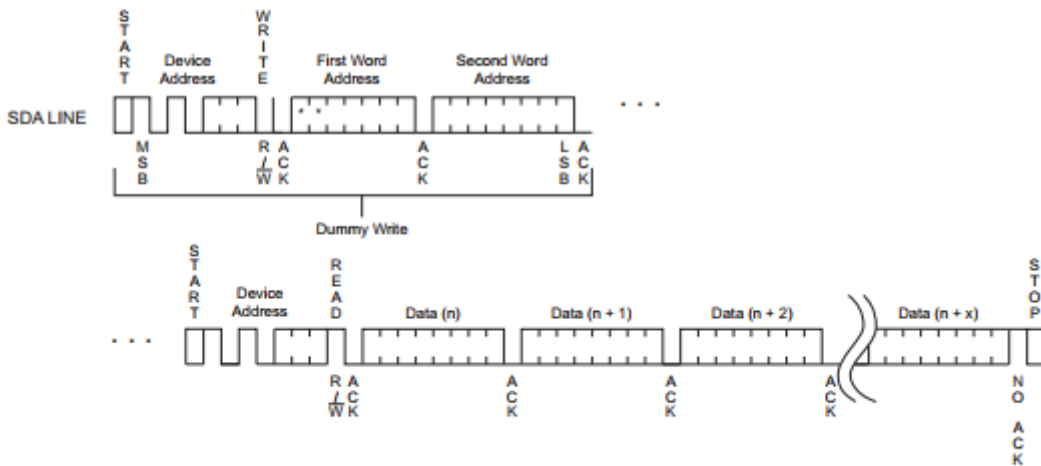 START
WRITE
Device
Address
First Word
Address
Second Word
Address
SDA LINE
* *
. . .
MSB
R/W
ACK
ACK
LSB
ACK
Dummy Write
START
READ
STOP
Device
Address
Data (n)
Data (n + 1)
Data (n + 2)
Data (n + x)
. . .
R/W
ACK
ACK
ACK
ACK
NO ACK